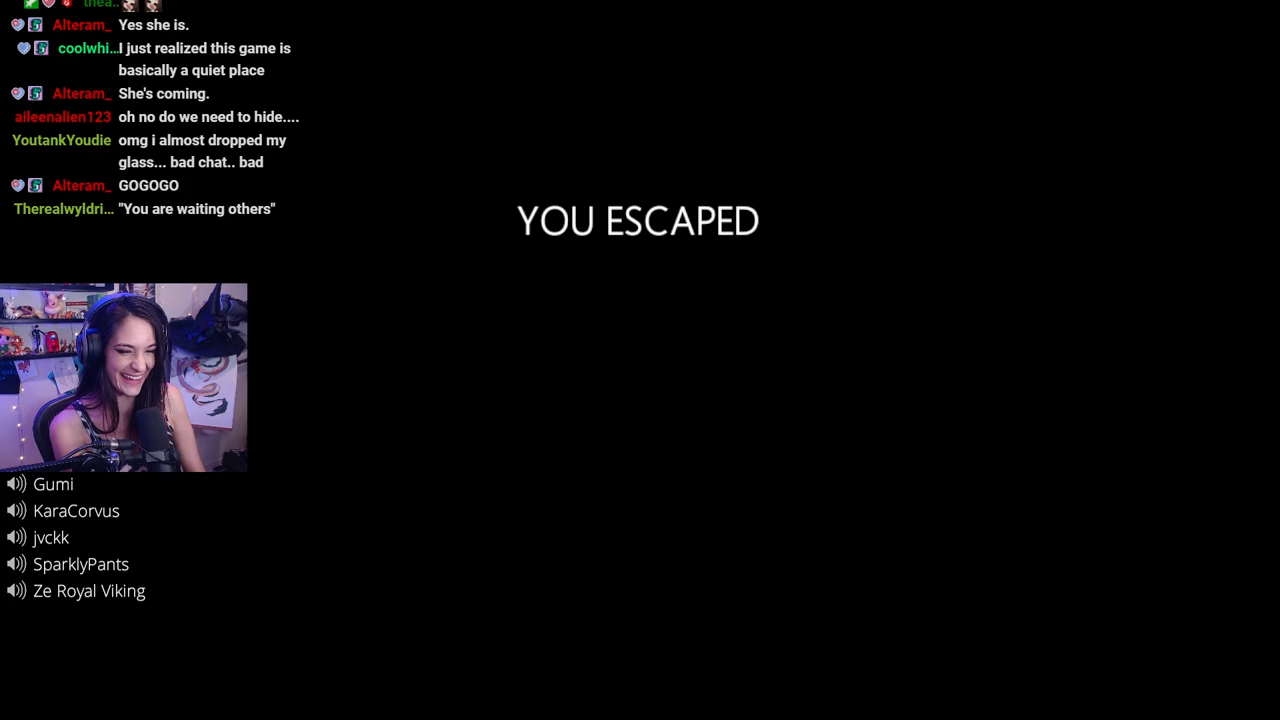 thea..
Alteram_ Yes she is.
coolwhi... I just realized this game is
basically a quiet place
Alteram_ She's coming.
aileenalien123 oh no do we need to hide....
YoutankYoudie omg i almost dropped my
glass... bad chat.. bad
Alteram_ GOGOGO
Therealwyldri... "You are waiting others"
YOU ESCAPED
Gumi
KaraCorvus
jvckk
SparklyPants
Ze Royal Viking